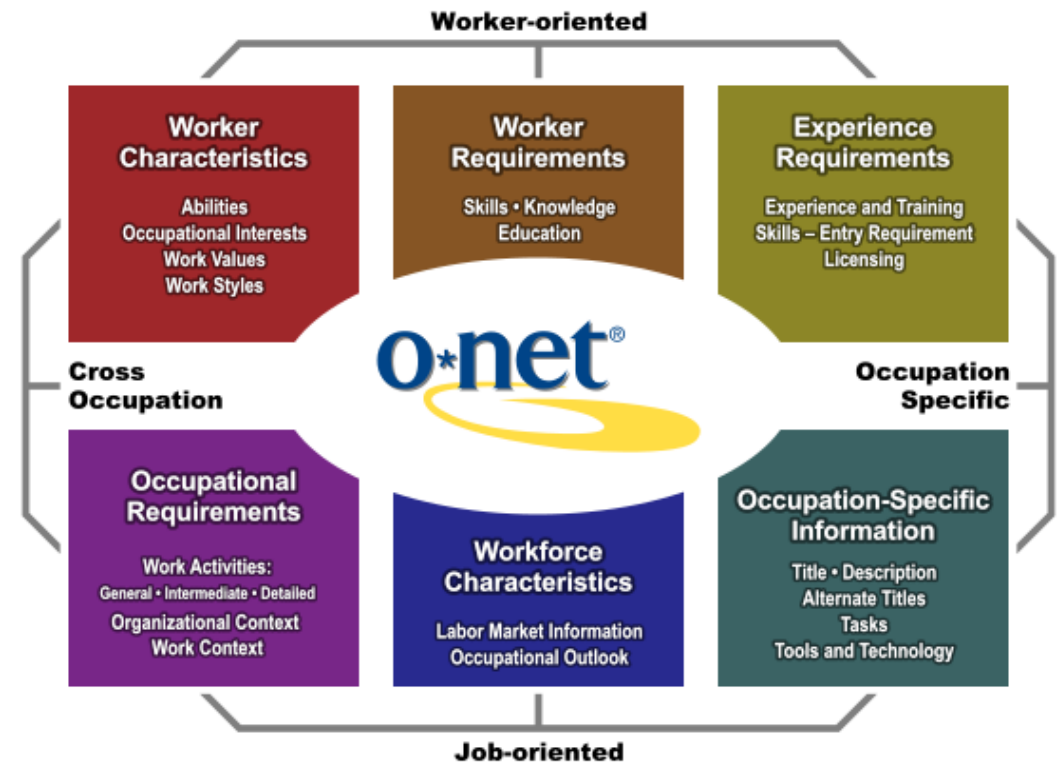 Worker-oriented
Worker
Characteristics
Abilities
Occupational Interests
Work Values
Work Styles
Worker
Requirements
Skills • Knowledge
Education
Experience
Requirements
Experience and Training
Skills – Entry Requirement
Licensing
Cross
Occupation
o*net®
Occupation
Specific
Occupational
Requirements
Work Activities:
General • Intermediate • Detailed
Organizational Context
Work Context
Workforce
Characteristics
Labor Market Information
Occupational Outlook
Occupation-Specific
Information
Title • Description
Alternate Titles
Tasks
Tools and Technology
Job-oriented